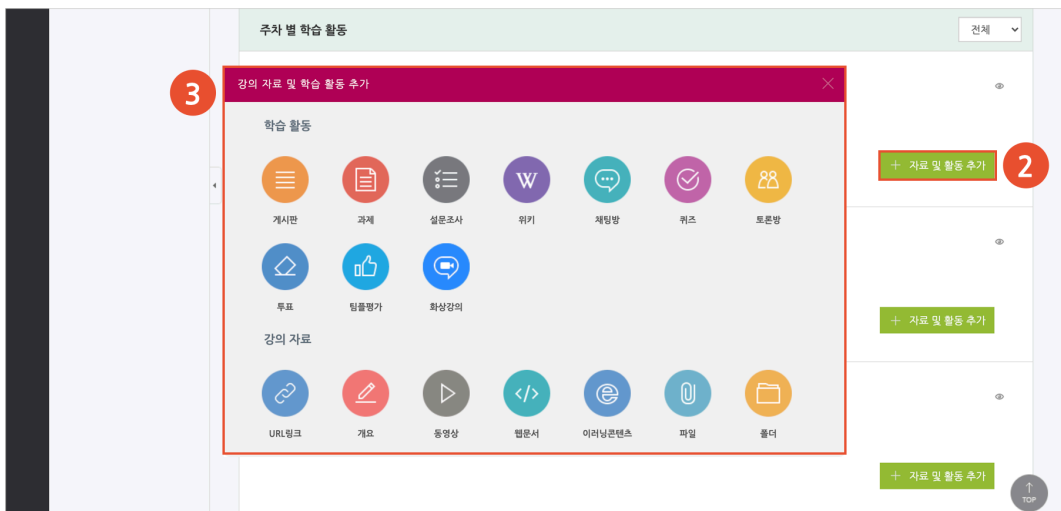 주차 별 학습 활동
전체
3
강의 자료 및 학습 활동 추가
학습 활동
+ 자료 및 활동 추가
2
게시판 과제 설문조사 위키 채팅방 퀴즈 토론방
투표 팀플평가 화상강의
+ 자료 및 활동 추가
강의 자료
URL링크 개요 동영상 웹문서 이러닝콘텐츠 파일 폴더
+ 자료 및 활동 추가
TOP